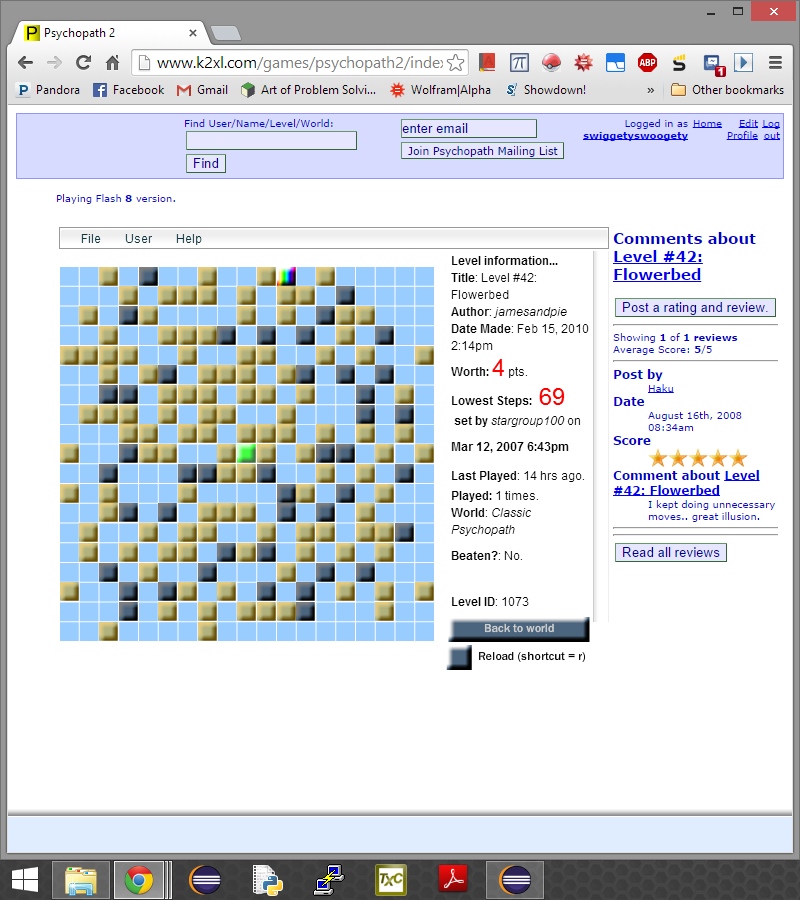 Psychopath 2
www.k2xl.com/games/psychopath2/index
ABP
1
Pandora
Facebook
Gmail
Art of Problem Solvi...
Wolfram|Alpha
Showdown!
»
Other bookmarks
Find User/Name/Level/World:
Find
enter email
Join Psychopath Mailing List
Logged in as Home
swiggetyswoogety
Edit Log
Profile out
Playing Flash 8 version.
File User Help
Level information...
Title: Level #42:
Flowerbed
Author: jamesandpie
Date Made: Feb 15, 2010
2:14pm
Worth: 4 pts.
Lowest Steps: 69
set by stargroup100 on
Mar 12, 2007 6:43pm
Last Played: 14 hrs ago.
Played: 1 times.
World: Classic
Psychopath
Beaten?: No.
Level ID: 1073
Back to world
Reload (shortcut = r)
Comments about
Level #42:
Flowerbed
Post a rating and review.
Showing 1 of 1 reviews
Average Score: 5/5
Post by
Haku
Date
August 16th, 2008
08:34am
Score
Comment about Level
#42: Flowerbed
I kept doing unnecessary
moves.. great illusion.
Read all reviews
TXC